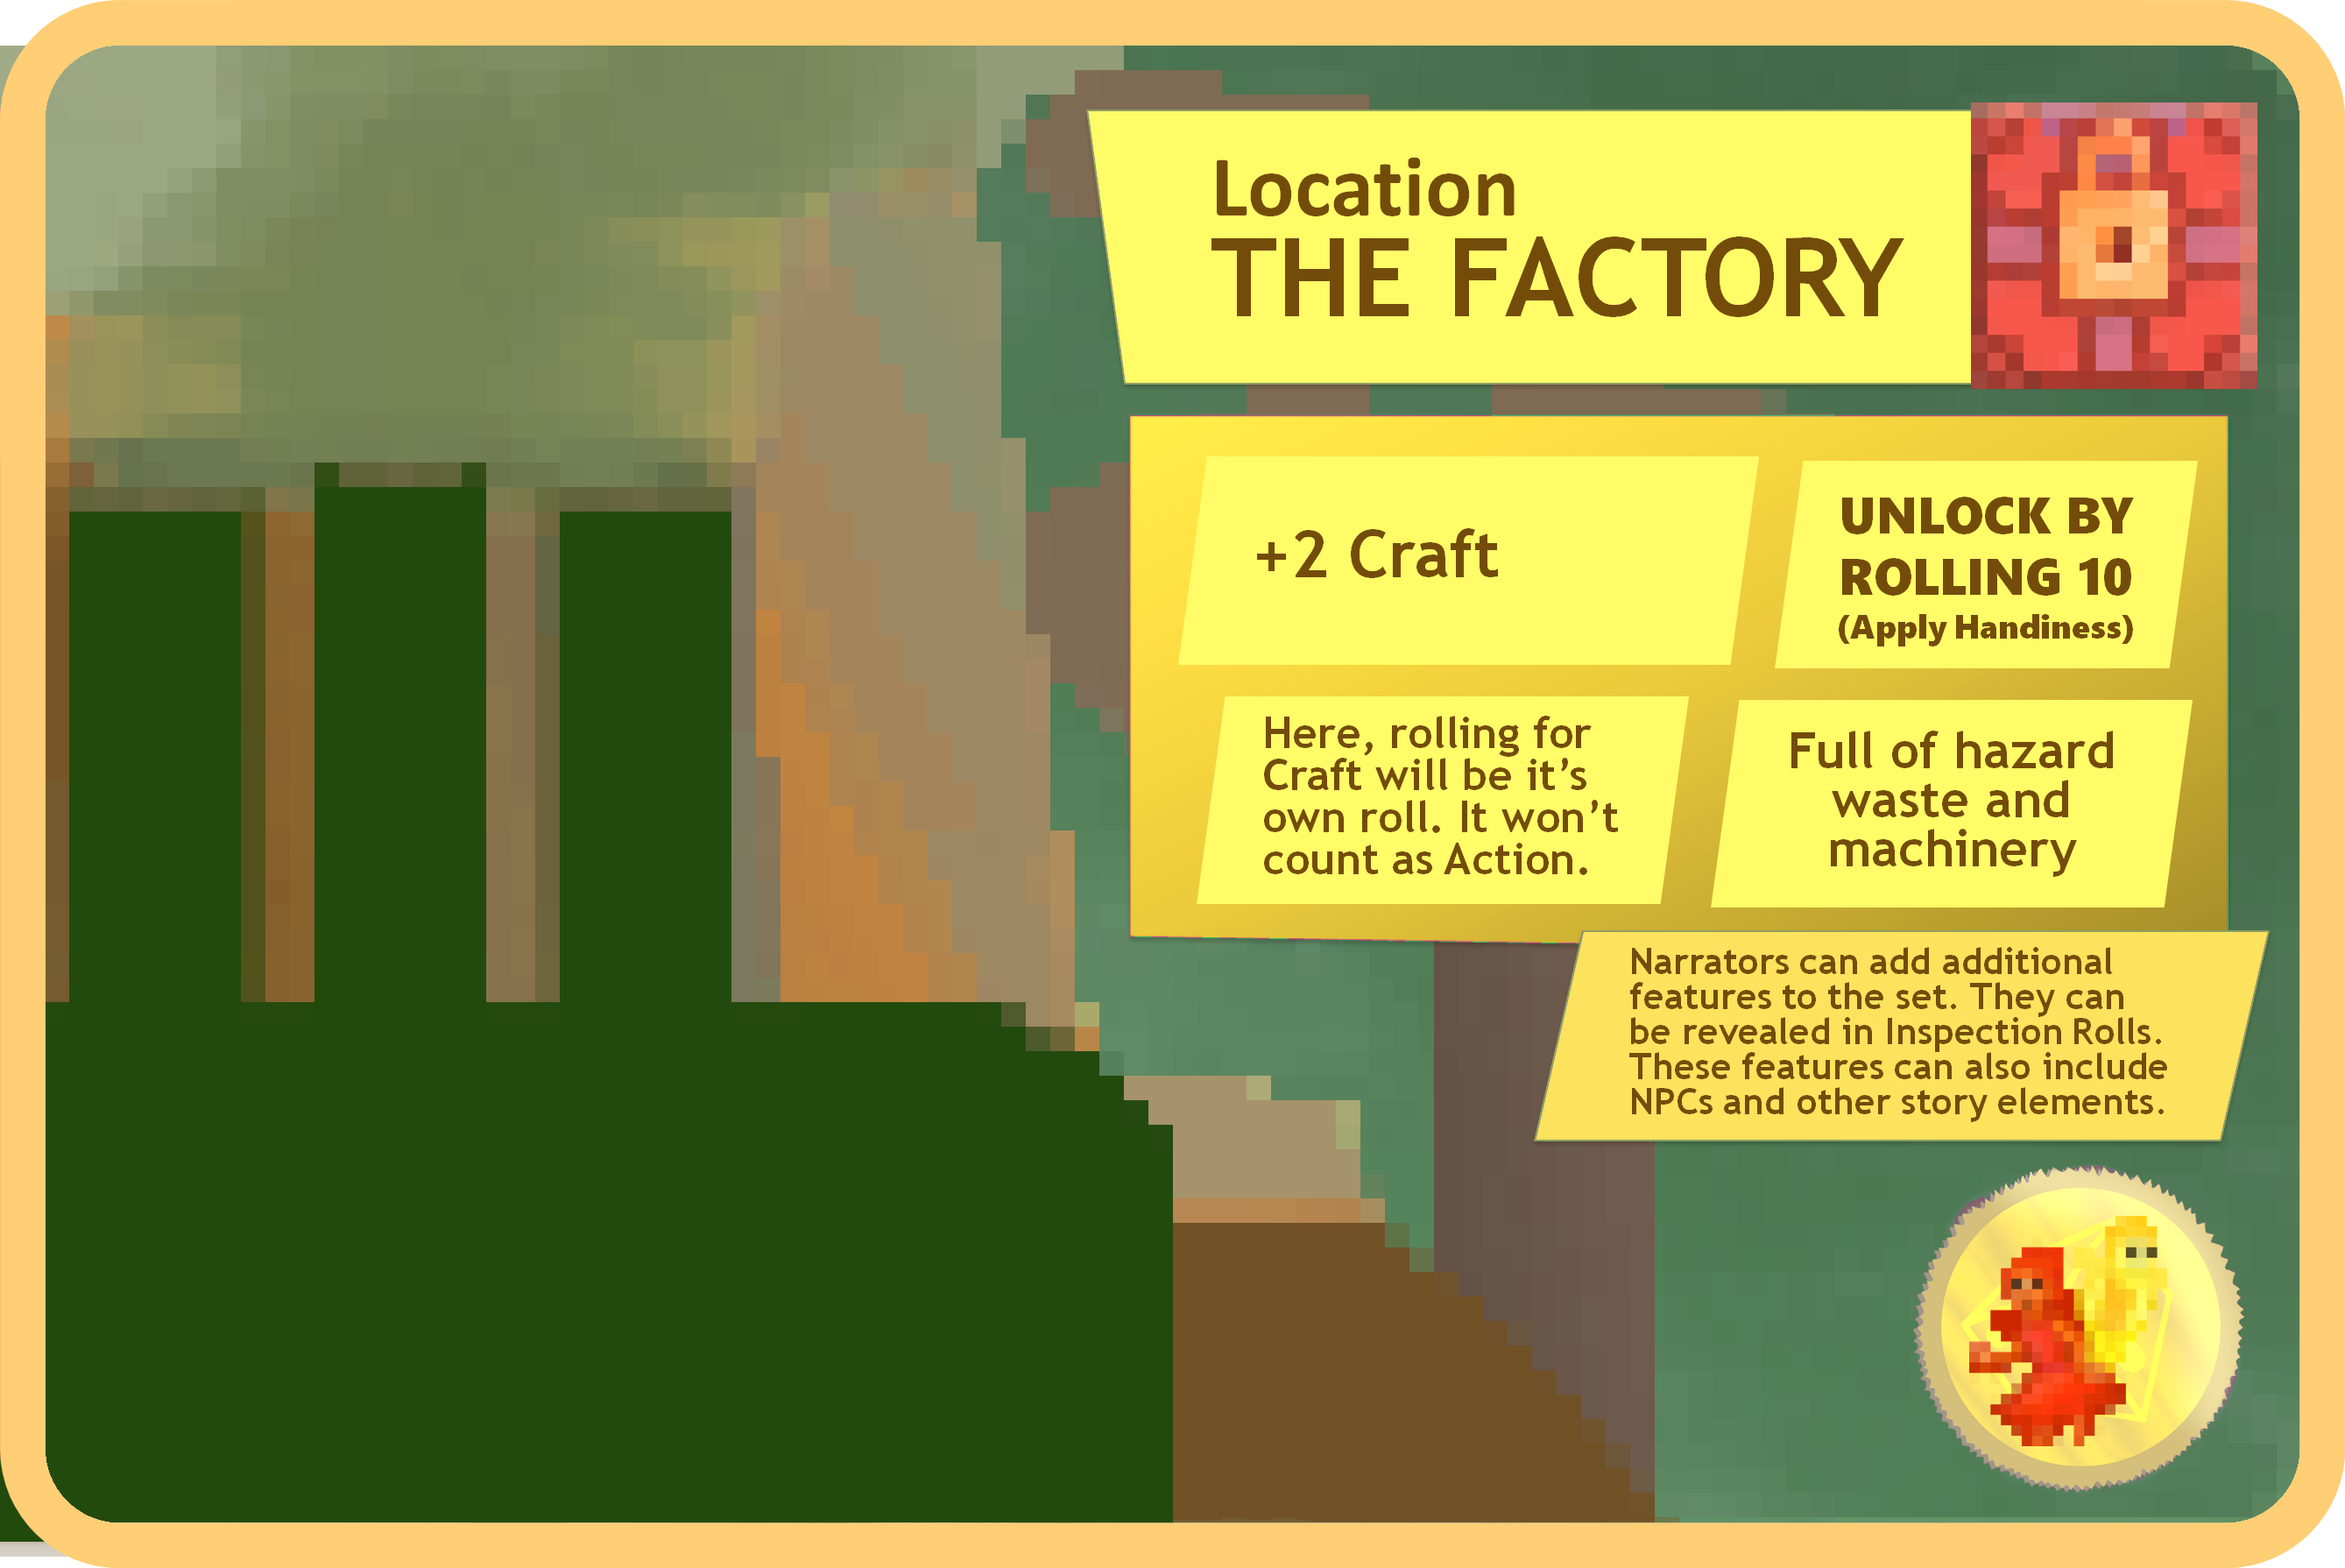 Location
THE FACTORY
+2 Craft
UNLOCK BY
ROLLING 10
(Apply Handiness)
Here, rolling for
Craft will be it’s
own roll. It won’t
count as Action.
Full of hazard
waste and
machinery
Narrators can add additional
features to the set. They can
be revealed in Inspection Rolls.
These features can also include
NPCs and other story elements.